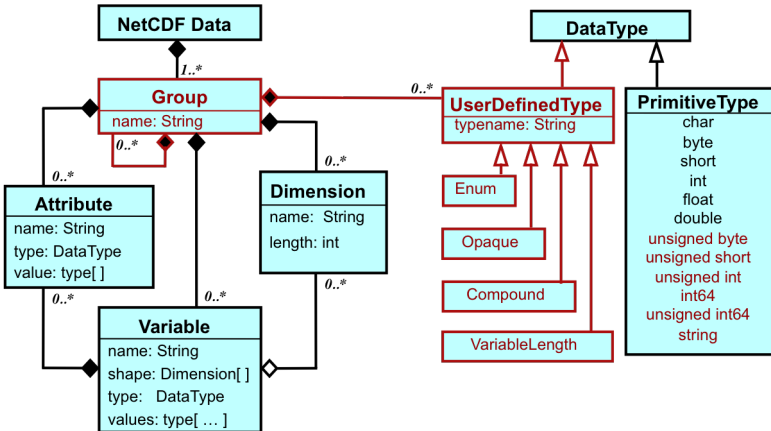 NetCDF Data
1..*
Group
name: String
0..*
0..*
0..*
Attribute
name: String
type: DataType
value: type[ ]
0..*
0..*
Dimension
name: String
length: int
0..*
0..*
Variable
name: String
shape: Dimension[ ]
type: DataType
values: type[ … ]
DataType
UserDefinedType
typename: String
Enum
Opaque
Compound
VariableLength
PrimitiveType
char
byte
short
int
float
double
unsigned byte
unsigned short
unsigned int
int64
unsigned int64
string